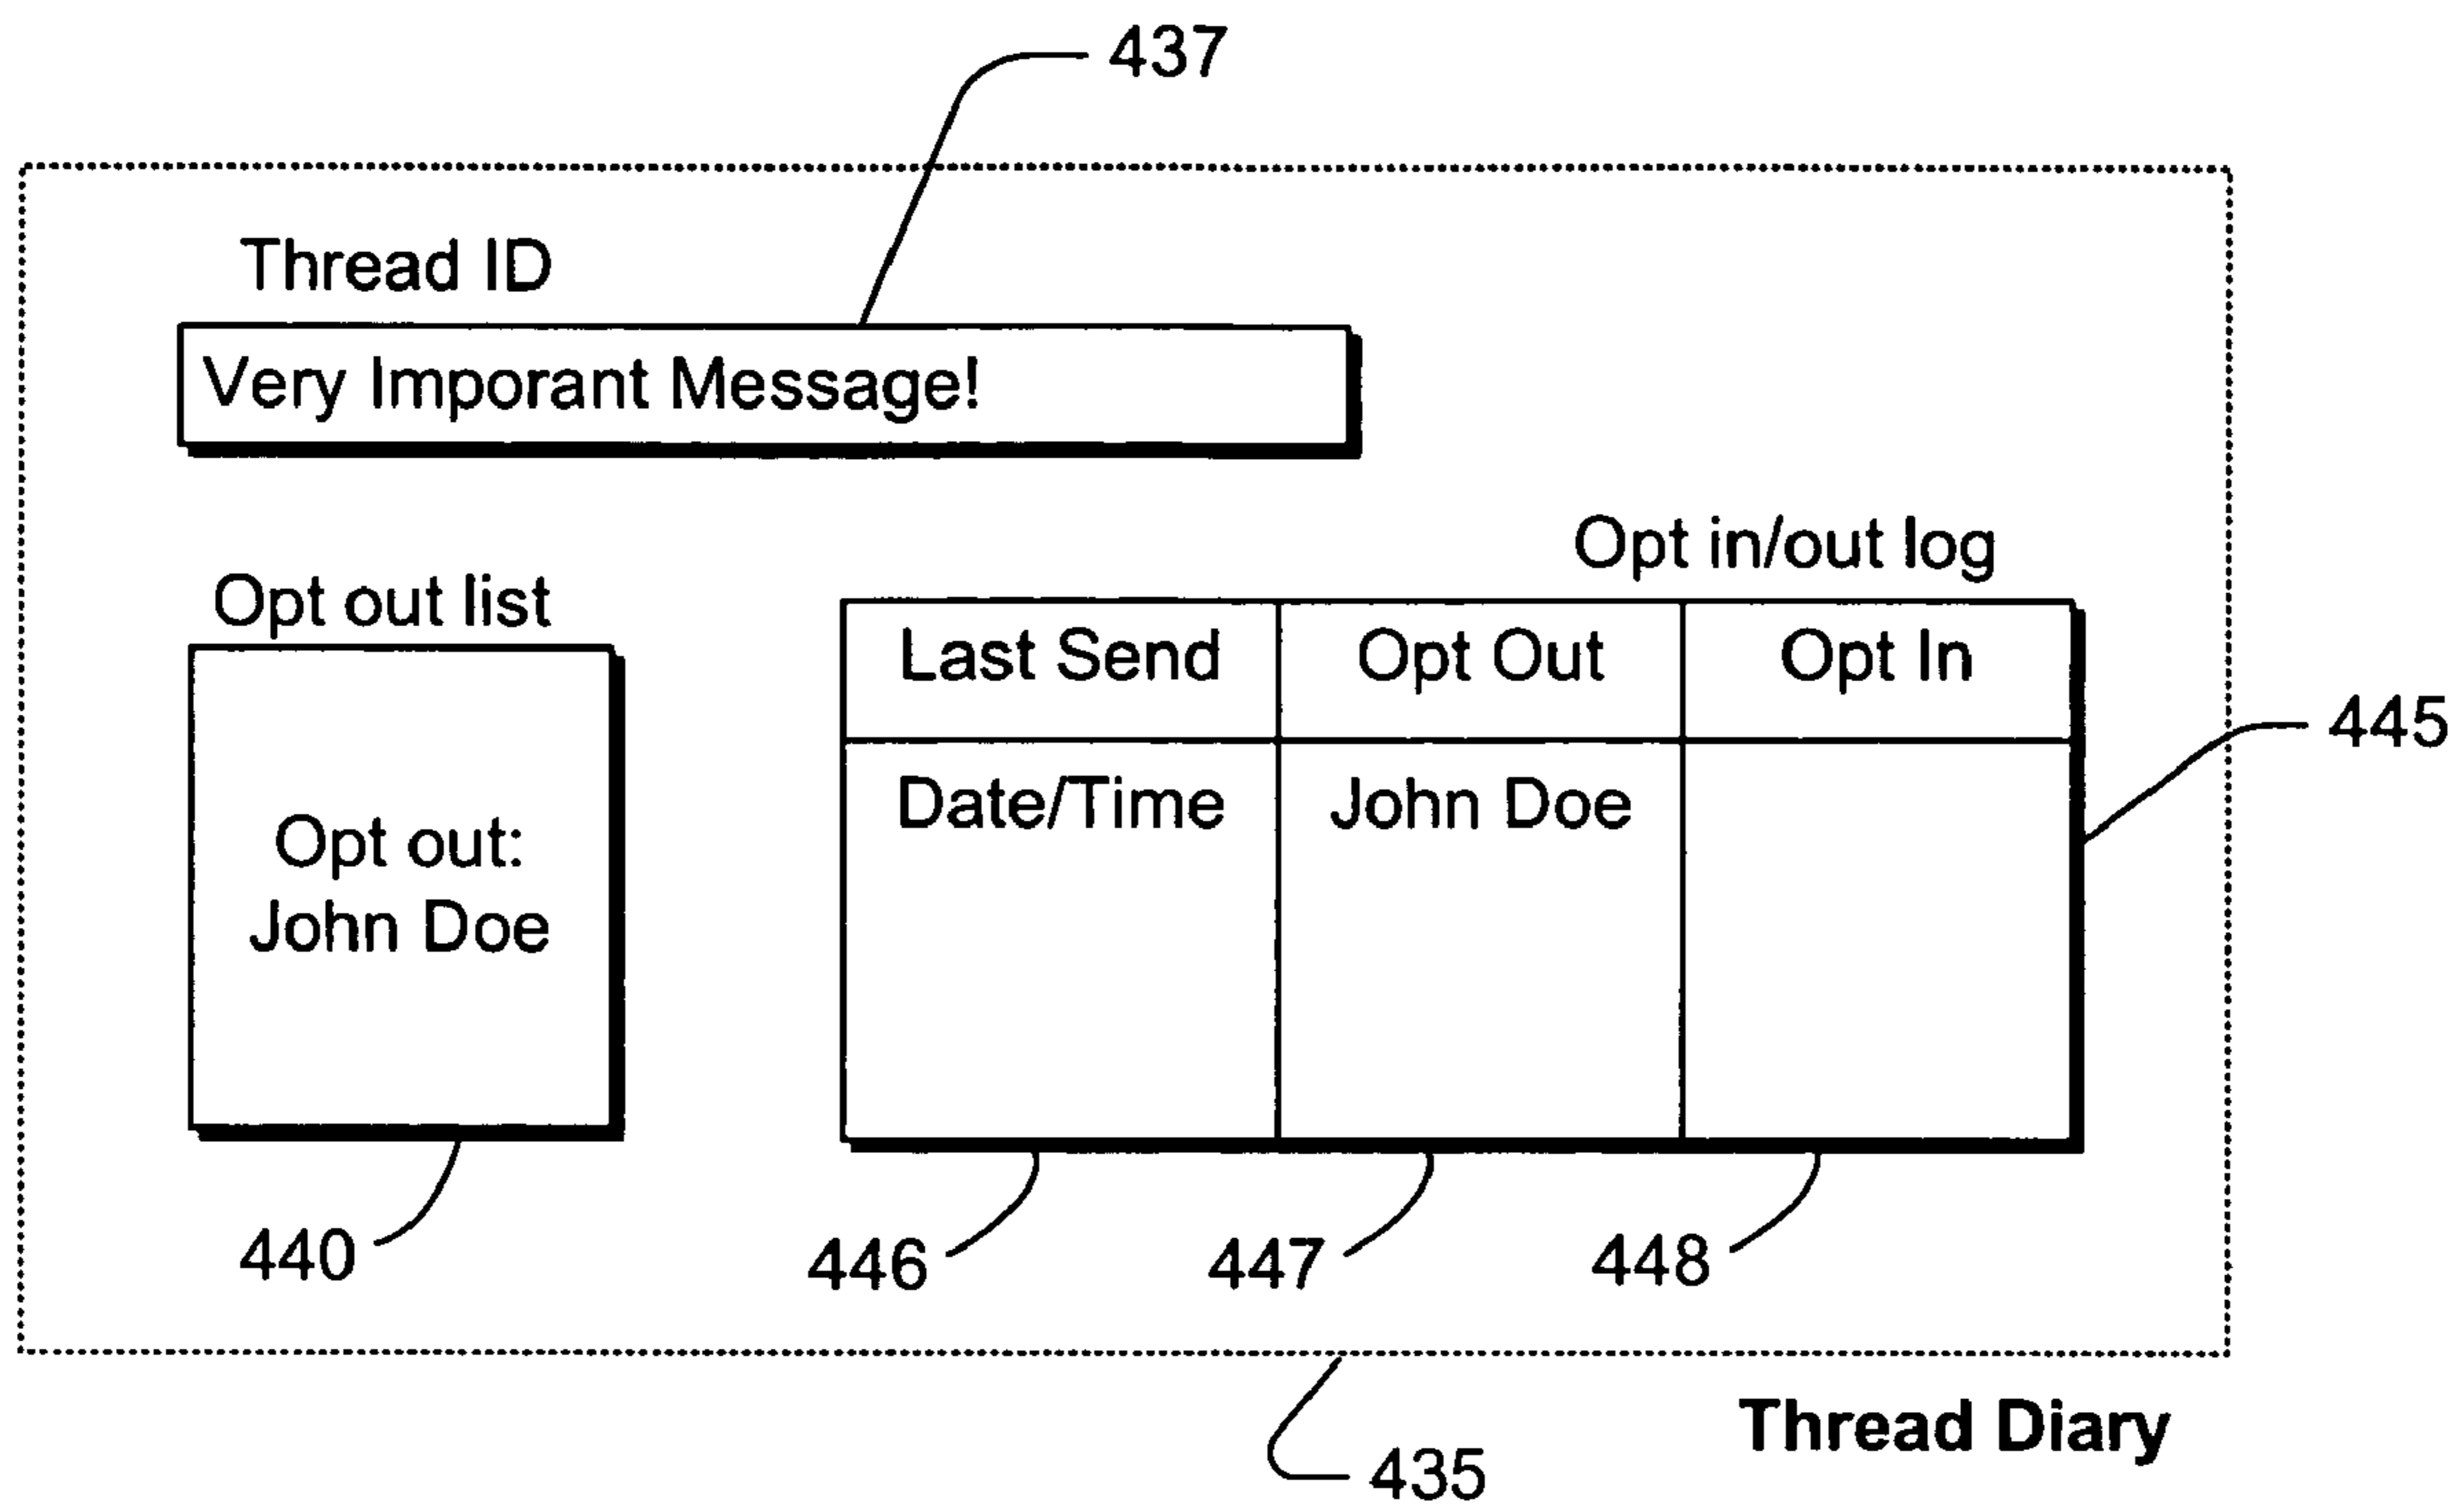 437
Thread ID
Very Imporant Message!
Opt in/out log
Opt out list
Last Send Opt Out Opt In
445
Date/Time John Doe
Opt out:
John Doe
440
446 447 448
Thread Diary
435